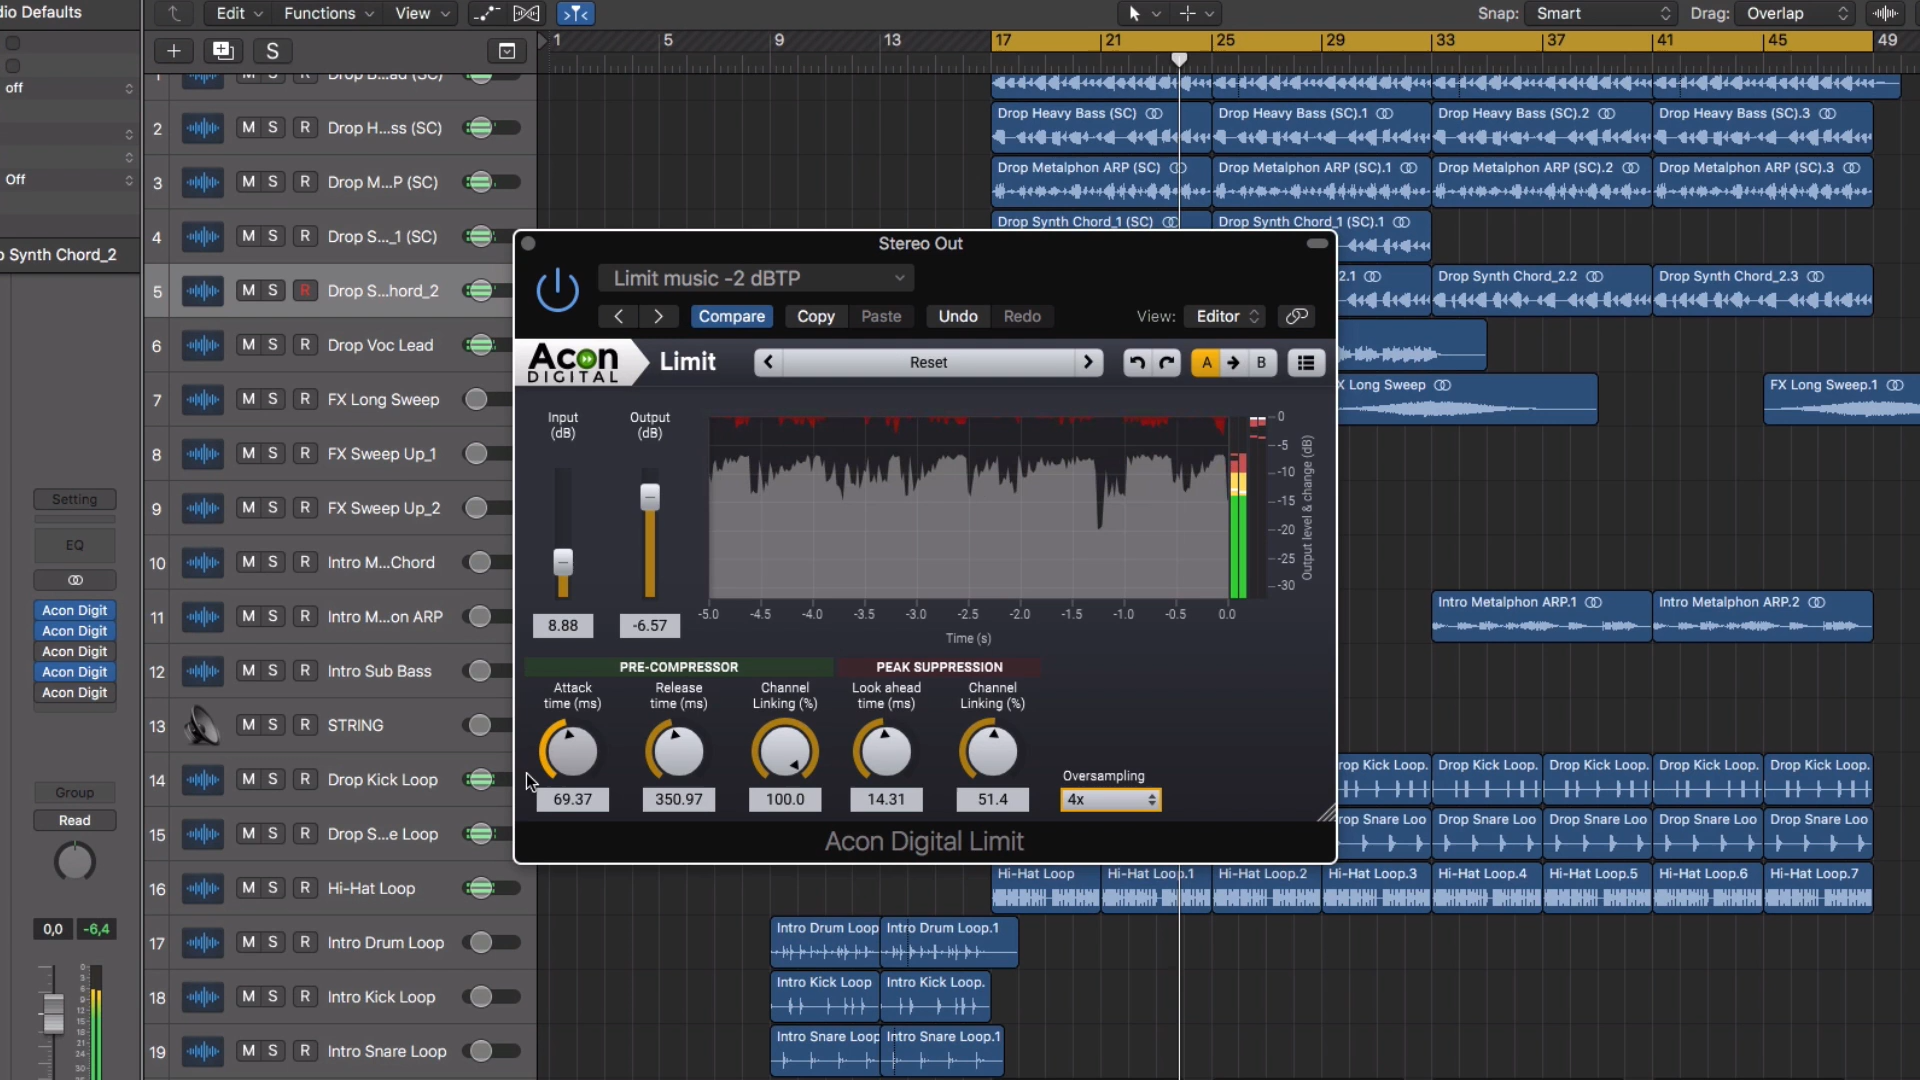 dio Defaults
Edit
Functions
View
Snap: Smart
Drag: Overlap
S
1 5 9 13 17 21 25 29 33 37 41 45 49
off
Off
Synth Chord_2
Setting
EQ
Acon Digit
Acon Digit
Acon Digit
Acon Digit
Acon Digit
Group
Read
0,0 -6,4
2 M S R Drop H...ss (SC)
3 M S R Drop M...P (SC)
4 M S R Drop S..._1 (SC)
5 M S R Drop S...hord_2
6 M S R Drop Voc Lead
7 M S R FX Long Sweep
8 M S R FX Sweep Up_1
9 M S R FX Sweep Up_2
10 M S R Intro M...Chord
11 M S R Intro M...on ARP
12 M S R Intro Sub Bass
13 M S R STRING
14 M S R Drop Kick Loop
15 M S R Drop S...e Loop
16 M S R Hi-Hat Loop
17 M S R Intro Drum Loop
18 M S R Intro Kick Loop
19 M S R Intro Snare Loop
Drop Heavy Bass (SC)
Drop Heavy Bass (SC).1
Drop Heavy Bass (SC).2
Drop Heavy Bass (SC).3
Drop Metalphon ARP (SC)
Drop Metalphon ARP (SC).1
Drop Metalphon ARP (SC).2
Drop Metalphon ARP (SC).3
Drop Synth Chord_1 (SC)
Drop Synth Chord_1 (SC).1
2.1
Drop Synth Chord_2.2
Drop Synth Chord_2.3
X Long Sweep
FX Long Sweep.1
Intro Metalphon ARP.1
Intro Metalphon ARP.2
rop Kick Loop.
Drop Kick Loop.
Drop Kick Loop.
Drop Kick Loop.
Drop Kick Loop.
rop Snare Loo
Drop Snare Loo
Drop Snare Loo
Drop Snare Loo
Drop Snare Loo
Hi-Hat Loop
Hi-Hat Loop.1
Hi-Hat Loop.2
Hi-Hat Loop.3
Hi-Hat Loop.4
Hi-Hat Loop.5
Hi-Hat Loop.6
Hi-Hat Loop.7
Intro Drum Loop
Intro Drum Loop.1
Intro Kick Loop
Intro Kick Loop.
Intro Snare Loop
Intro Snare Loop.1
Stereo Out
Limit music -2 dBTP
Compare
Copy
Paste
Undo
Redo
View: Editor
Acon
DIGITAL
Limit
Reset
A
B
Input
(dB)
Output
(dB)
8.88
-6.57
0
-5
-10
-15
-20
-25
-30
Output level & change (dB)
-5.0 -4.5 -4.0 -3.5 -3.0 -2.5 -2.0 -1.5 -1.0 -0.5 0.0
Time (s)
PRE-COMPRESSOR
PEAK SUPPRESSION
Attack
time (ms)
Release
time (ms)
Channel
Linking (%)
Look ahead
time (ms)
Channel
Linking (%)
69.37
350.97
100.0
14.31
51.4
Oversampling
4x
Acon Digital Limit